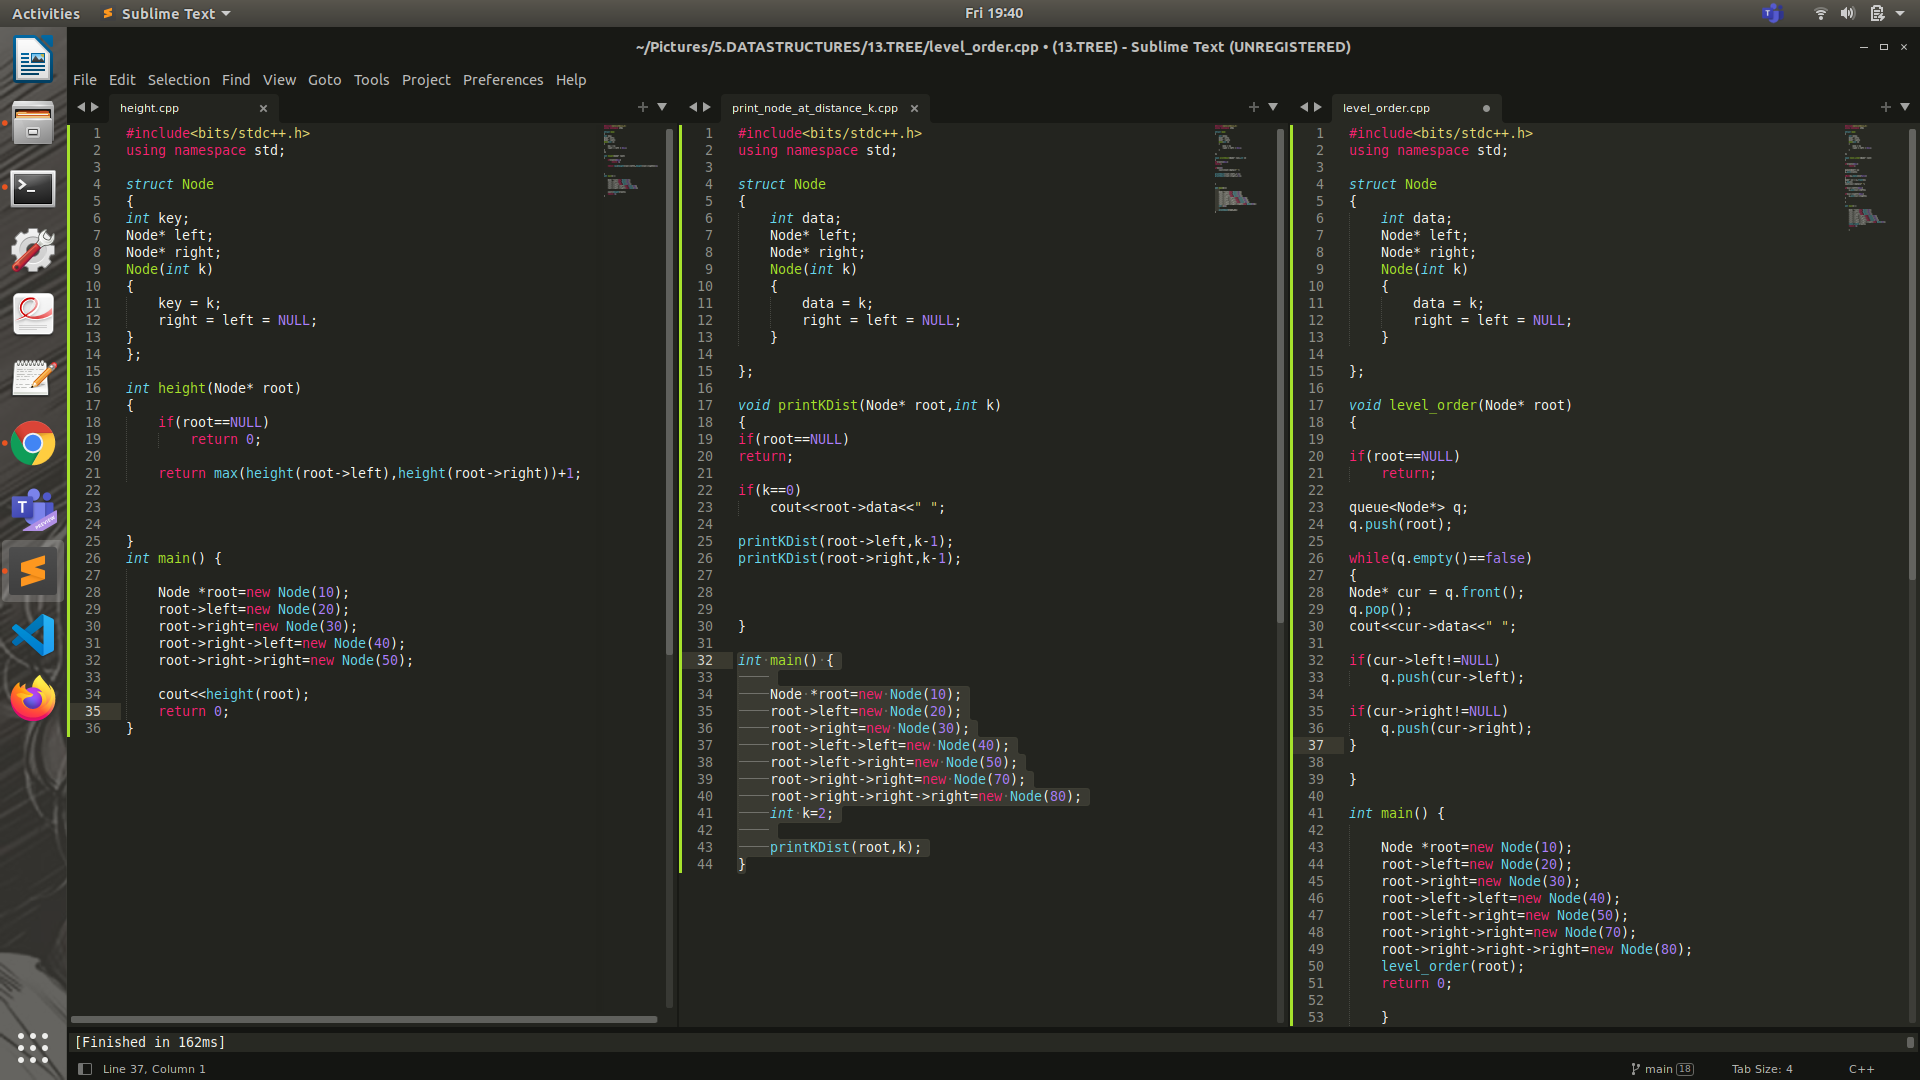 Activities
Sublime Text
Fri 19:40
~/Pictures/5.DATASTRUCTURES/13.TREE/level_order.cpp • (13.TREE) - Sublime Text (UNREGISTERED)
File Edit Selection Find View Goto Tools Project Preferences Help
height.cpp
1 #include<bits/stdc++.h>
2 using namespace std;
3
4 struct Node
5 {
6 int key;
7 Node* left;
8 Node* right;
9 Node(int k)
10 {
11 key = k;
12 right = left = NULL;
13 }
14 };
15
16 int height(Node* root)
17 {
18 if(root==NULL)
19 return 0;
20
21 return max(height(root->left),height(root->right))+1;
22
23
24
25 }
26 int main() {
27
28 Node *root=new Node(10);
29 root->left=new Node(20);
30 root->right=new Node(30);
31 root->right->left=new Node(40);
32 root->right->right=new Node(50);
33
34 cout<<height(root);
35 return 0;
36 }
print_node_at_distance_k.cpp
1 #include<bits/stdc++.h>
2 using namespace std;
3
4 struct Node
5 {
6 int data;
7 Node* left;
8 Node* right;
9 Node(int k)
10 {
11 data = k;
12 right = left = NULL;
13 }
14
15 };
16
17 void printKDist(Node* root,int k)
18 {
19 if(root==NULL)
20 return;
21
22 if(k==0)
23 cout<<root->data<<" ";
24
25 printKDist(root->left,k-1);
26 printKDist(root->right,k-1);
27
28
29
30 }
31
32 int main() {
33
34 Node *root=new Node(10);
35 root->left=new Node(20);
36 root->right=new Node(30);
37 root->left->left=new Node(40);
38 root->left->right=new Node(50);
39 root->right->right=new Node(70);
40 root->right->right->right=new Node(80);
41 int k=2;
42
43 printKDist(root,k);
44 }
level_order.cpp
1 #include<bits/stdc++.h>
2 using namespace std;
3
4 struct Node
5 {
6 int data;
7 Node* left;
8 Node* right;
9 Node(int k)
10 {
11 data = k;
12 right = left = NULL;
13 }
14
15 };
16
17 void level_order(Node* root)
18 {
19
20 if(root==NULL)
21 return;
22
23 queue<Node*> q;
24 q.push(root);
25
26 while(q.empty()==false)
27 {
28 Node* cur = q.front();
29 q.pop();
30 cout<<cur->data<<" ";
31
32 if(cur->left!=NULL)
33 q.push(cur->left);
34
35 if(cur->right!=NULL)
36 q.push(cur->right);
37 }
38
39 }
40
41 int main() {
42
43 Node *root=new Node(10);
44 root->left=new Node(20);
45 root->right=new Node(30);
46 root->left->left=new Node(40);
47 root->left->right=new Node(50);
48 root->right->right=new Node(70);
49 root->right->right->right=new Node(80);
50 level_order(root);
51 return 0;
52
53 }
[Finished in 162ms]
Line 37, Column 1
main 18
Tab Size: 4
C++